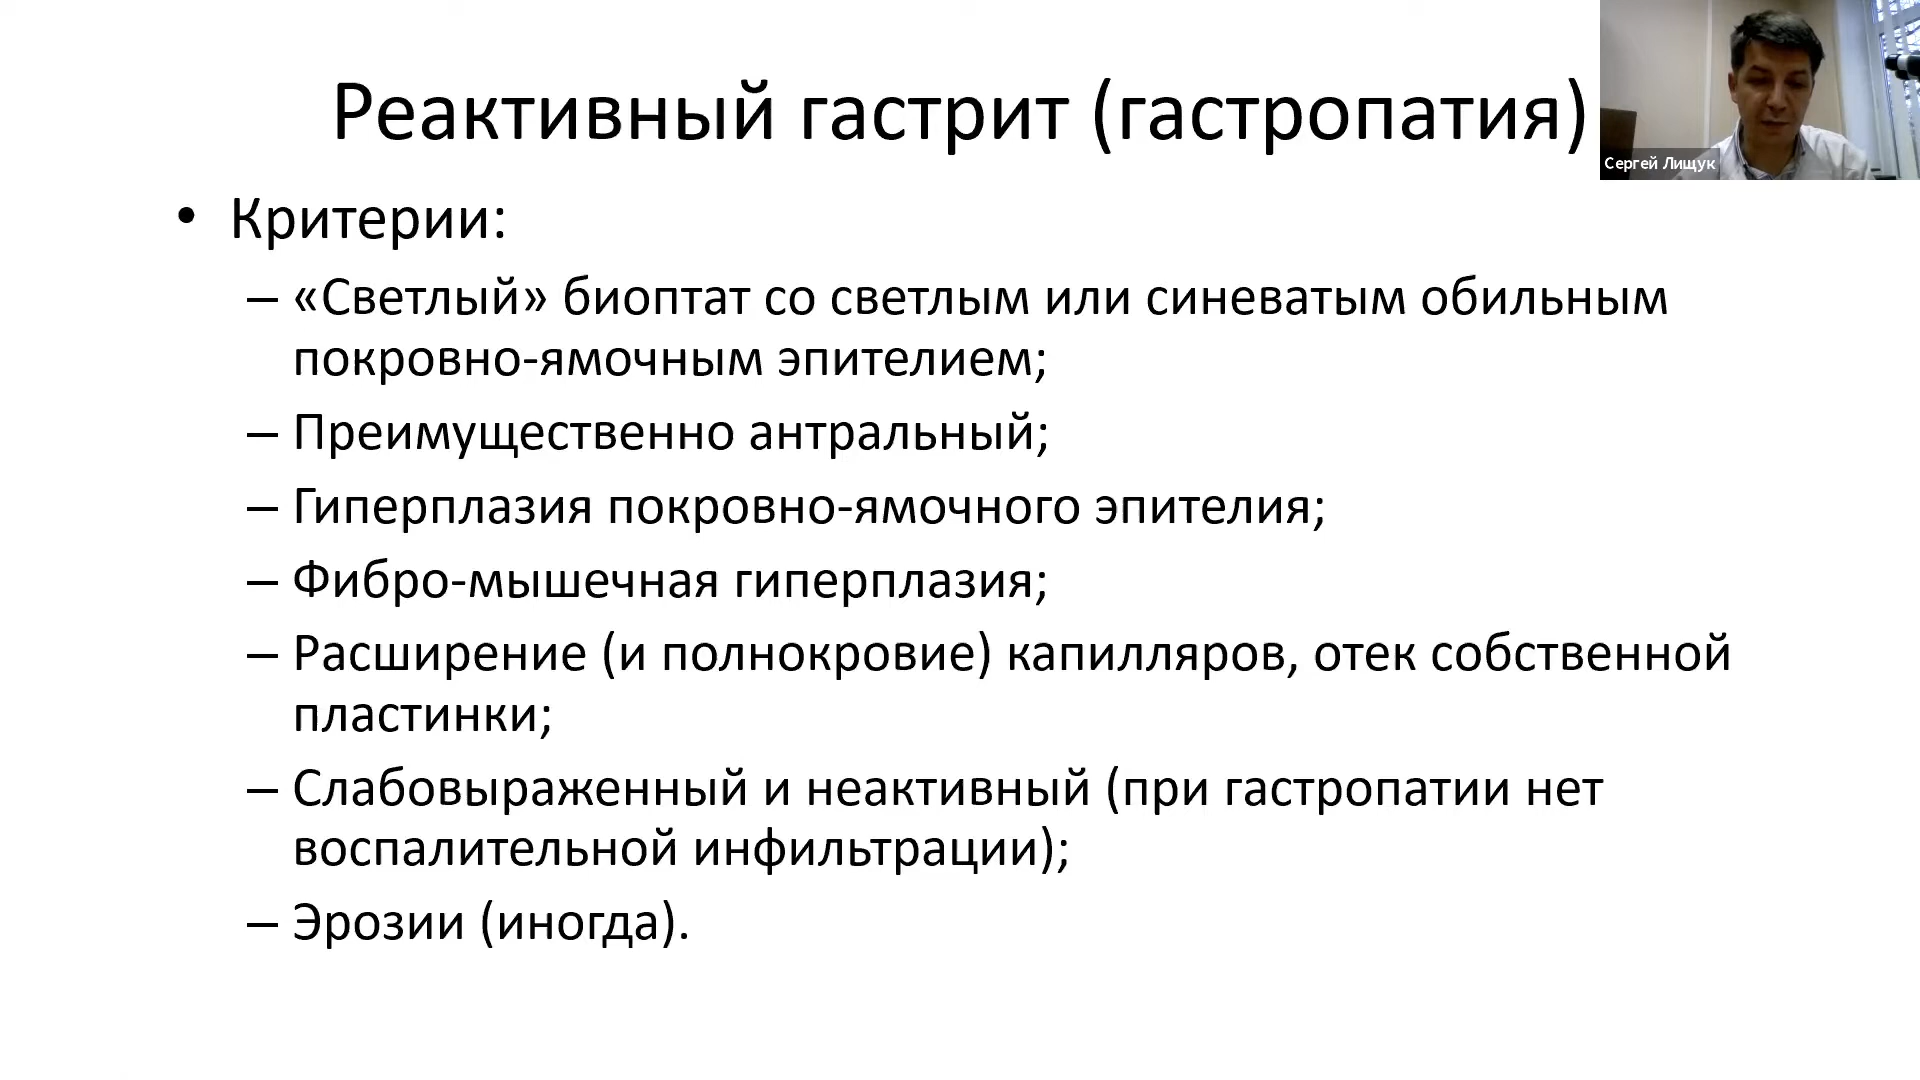 Реактивный гастрит (гастропатия)
Сергей Лищук
• Критерии:
– «Светлый» биоптат со светлым или синеватым обильным
покровно-ямочным эпителием;
– Преимущественно антральный;
– Гиперплазия покровно-ямочного эпителия;
– Фибро-мышечная гиперплазия;
– Расширение (и полнокровие) капилляров, отек собственной
пластинки;
– Слабовыраженный и неактивный (при гастропатии нет
воспалительной инфильтрации);
– Эрозии (иногда).